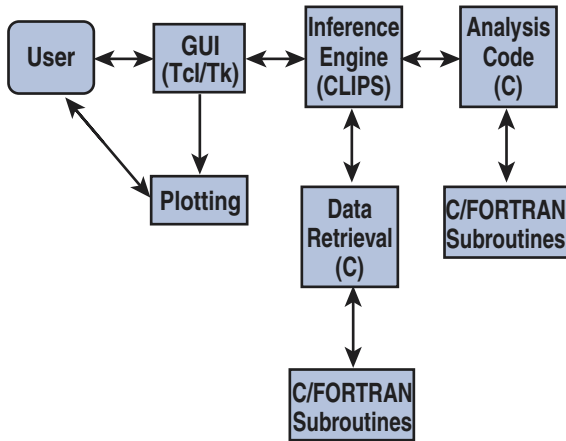 User
GUI
(Tcl/Tk)
Inference
Engine
(CLIPS)
Analysis
Code
(C)
Plotting
Data
Retrieval
(C)
C/FORTRAN
Subroutines
C/FORTRAN
Subroutines